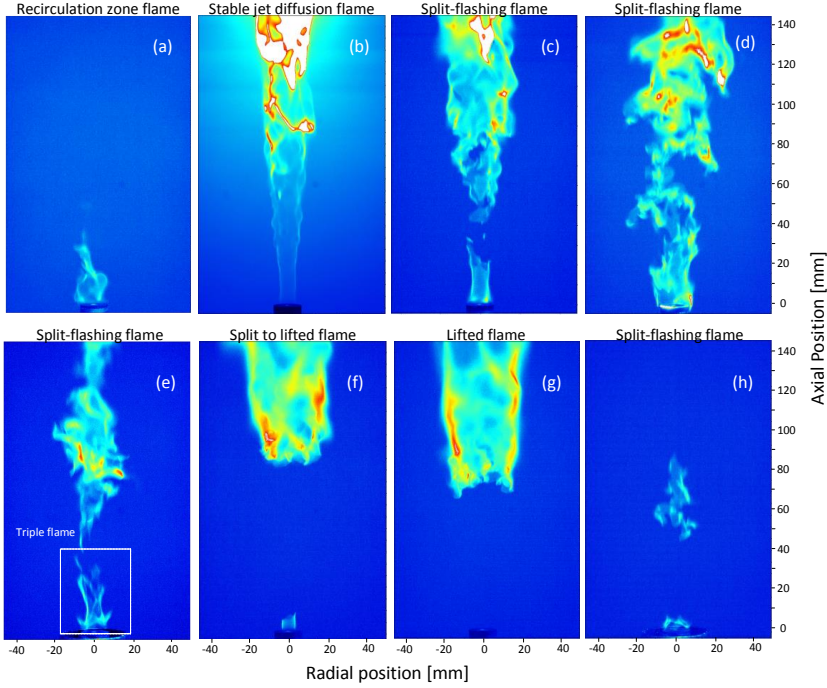 Recirculation zone flame Stable jet diffusion flame Split-flashing flame Split-flashing flame
(a) (b) (c) (d)
140
120
100
80
60
40
20
0
Split-flashing flame Split to lifted flame Lifted flame Split-flashing flame
(e) (f) (g) (h)
Triple flame
140
120
100
80
60
40
20
0
Axial Position [mm]
-40 -20 0 20 40 -40 -20 0 20 40 -40 -20 0 20 40 -40 -20 0 20 40
Radial position [mm]